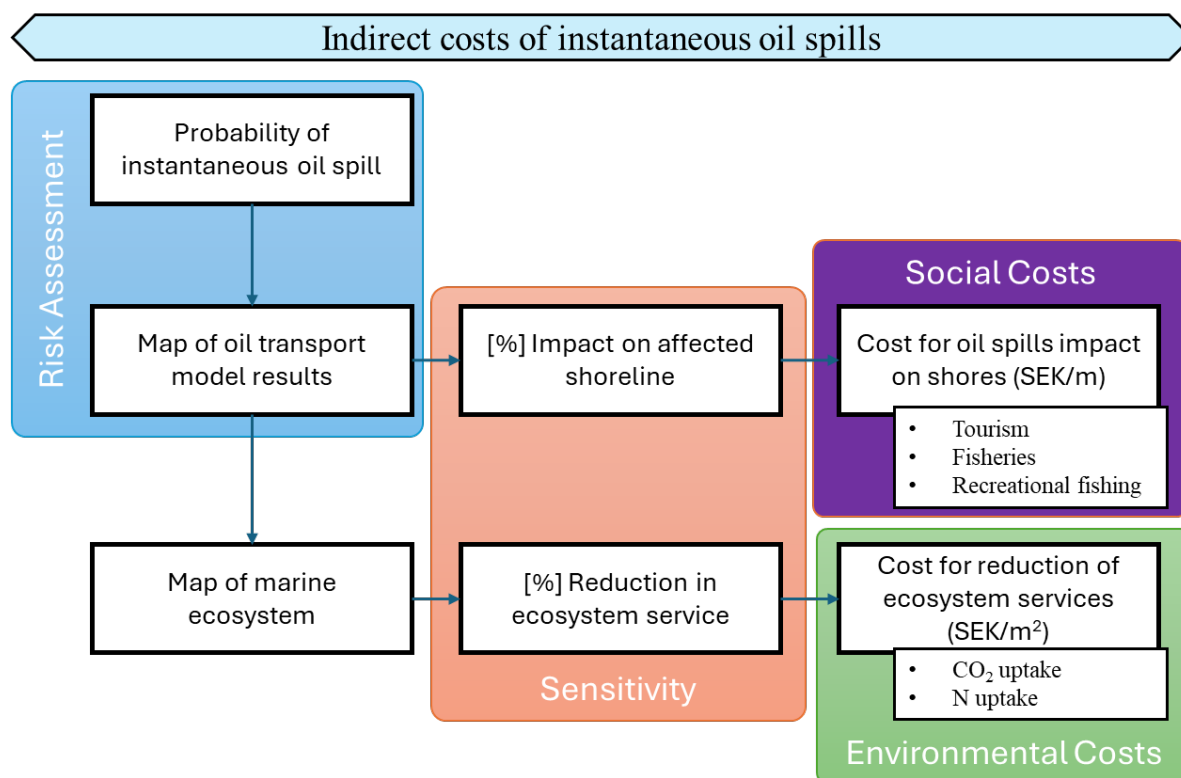 Indirect costs of instantaneous oil spills
Risk Assessment
Probability of
instantaneous oil spill
Map of oil transport
model results
[%] Impact on affected
shoreline
Social Costs
Cost for oil spills impact
on shores (SEK/m)
• Tourism
• Fisheries
• Recreational fishing
Map of marine
ecosystem
[%] Reduction in
ecosystem service
Sensitivity
Cost for reduction of
ecosystem services
(SEK/m²)
• CO₂ uptake
• N uptake
Environmental Costs